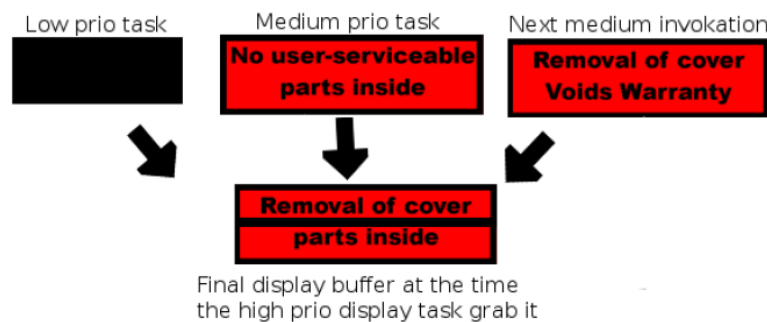 Low prio task
Medium prio task
Next medium invokation
No user-serviceable
parts inside
Removal of cover
Voids Warranty
Removal of cover
parts inside
Final display buffer at the time
the high prio display task grab it